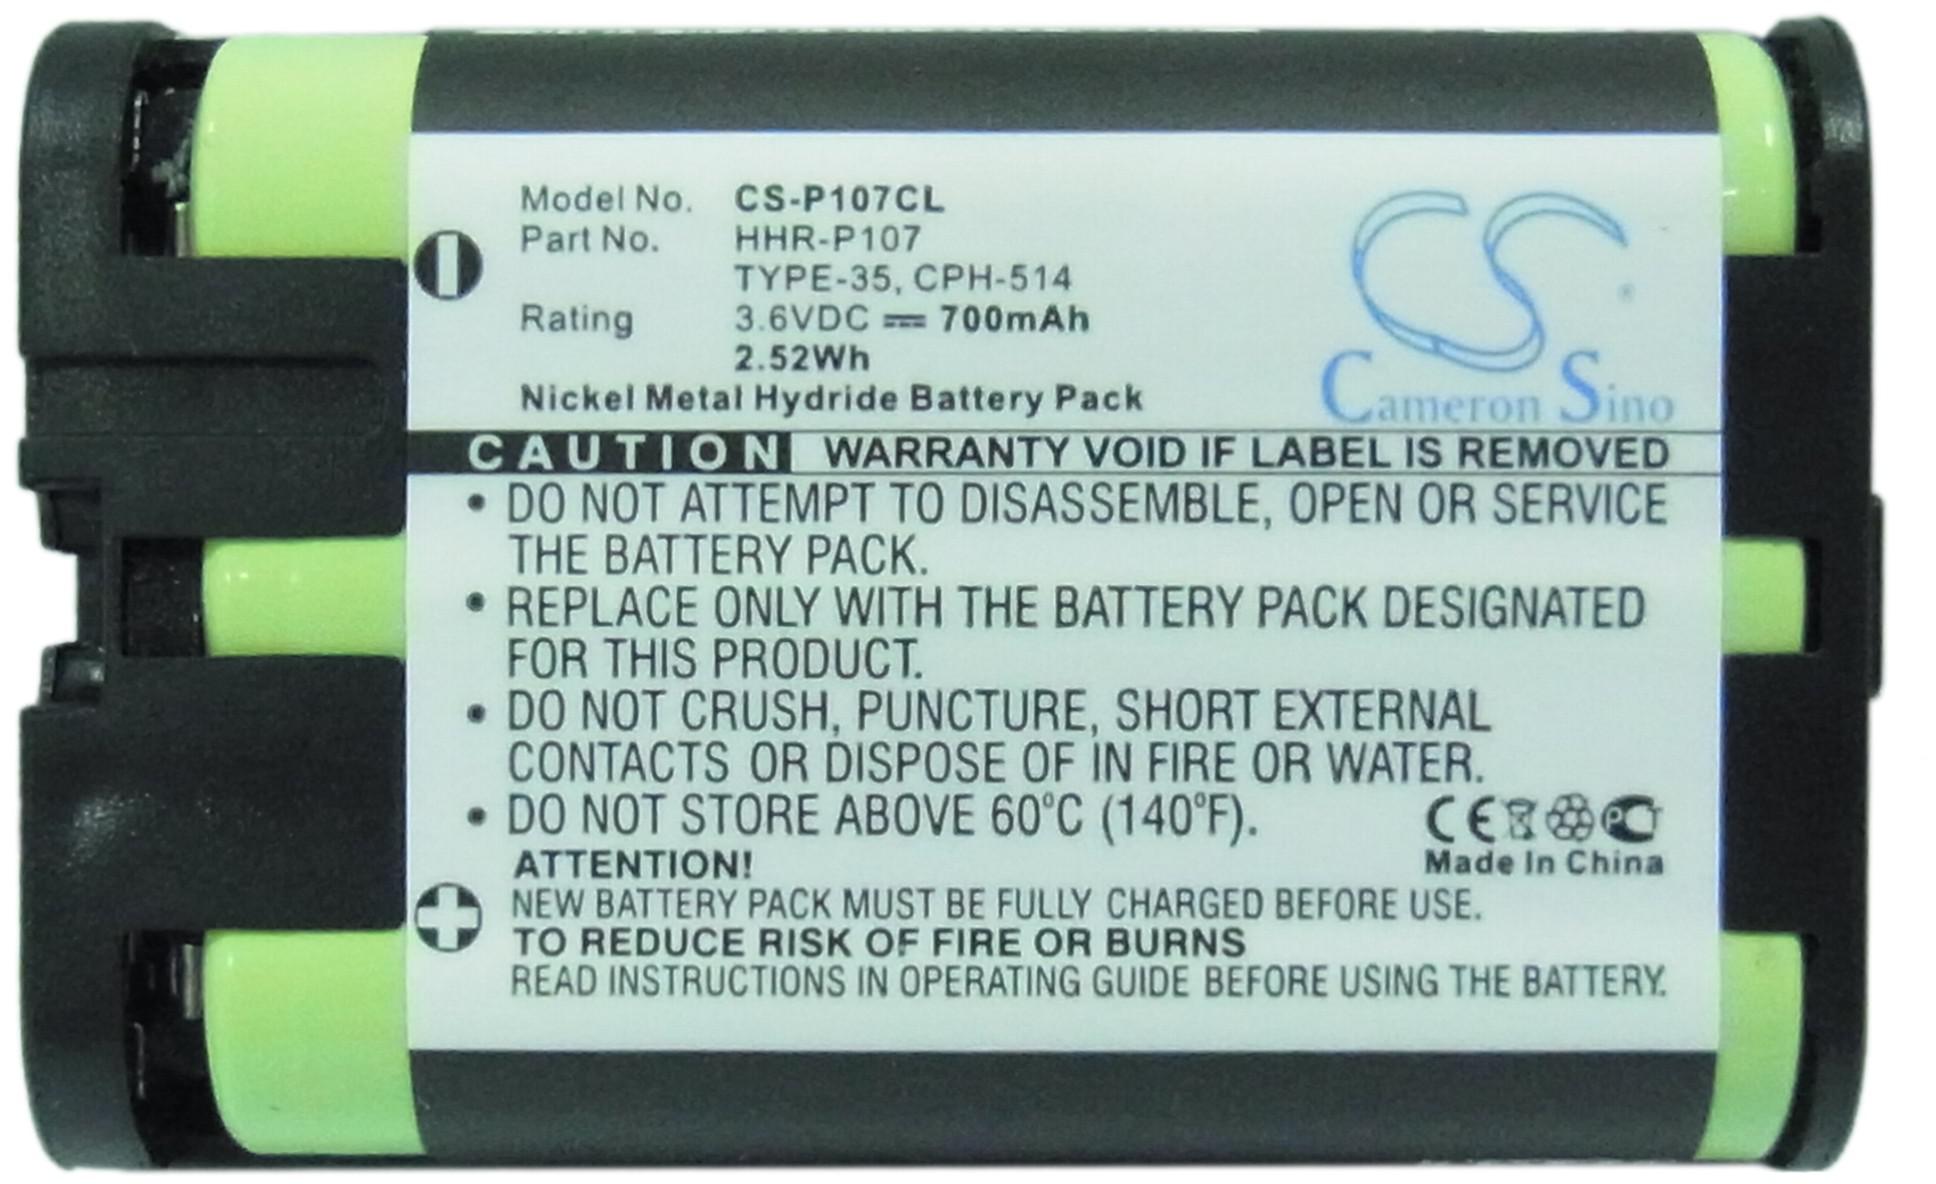 Model No. CS-P107CL
Part No. HHR-P107
TYPE-35, CPH-514
Rating 3.6VDC 700mAh
2.52Wh
Nickel Metal Hydride Battery Pack
CS
®
Cameron Sino
CAUTION WARRANTY VOID IF LABEL IS REMOVED
• DO NOT ATTEMPT TO DISASSEMBLE, OPEN OR SERVICE
THE BATTERY PACK.
• REPLACE ONLY WITH THE BATTERY PACK DESIGNATED
FOR THIS PRODUCT.
• DO NOT CRUSH, PUNCTURE, SHORT EXTERNAL
CONTACTS OR DISPOSE OF IN FIRE OR WATER.
• DO NOT STORE ABOVE 60°C (140°F).
CE PC
Made In China
ATTENTION!
NEW BATTERY PACK MUST BE FULLY CHARGED BEFORE USE.
TO REDUCE RISK OF FIRE OR BURNS
READ INSTRUCTIONS IN OPERATING GUIDE BEFORE USING THE BATTERY.